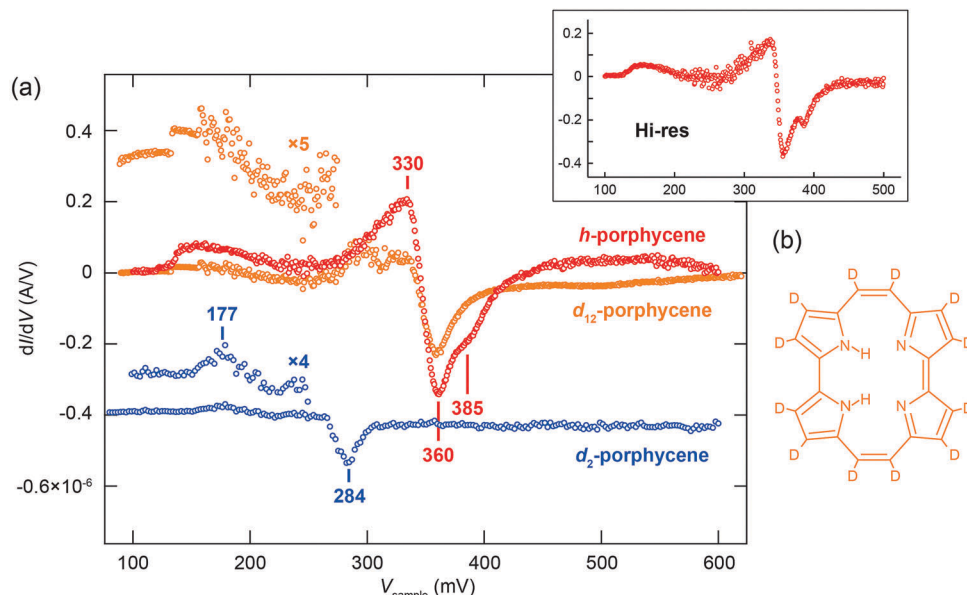 (a)
dI/dV (A/V)
0.4
0.2
0
-0.2
-0.4
-0.6×10⁻⁶
×5
330
h-porphycene
d₁₂-porphycene
177
×4
385
360
284
d₂-porphycene
100
200
300
400
500
600
V_sample (mV)
0.2
0
-0.2
-0.4
Hi-res
100
200
300
400
500
(b)
D D
D D
N H N
D D
D D
N H N
D D
D D